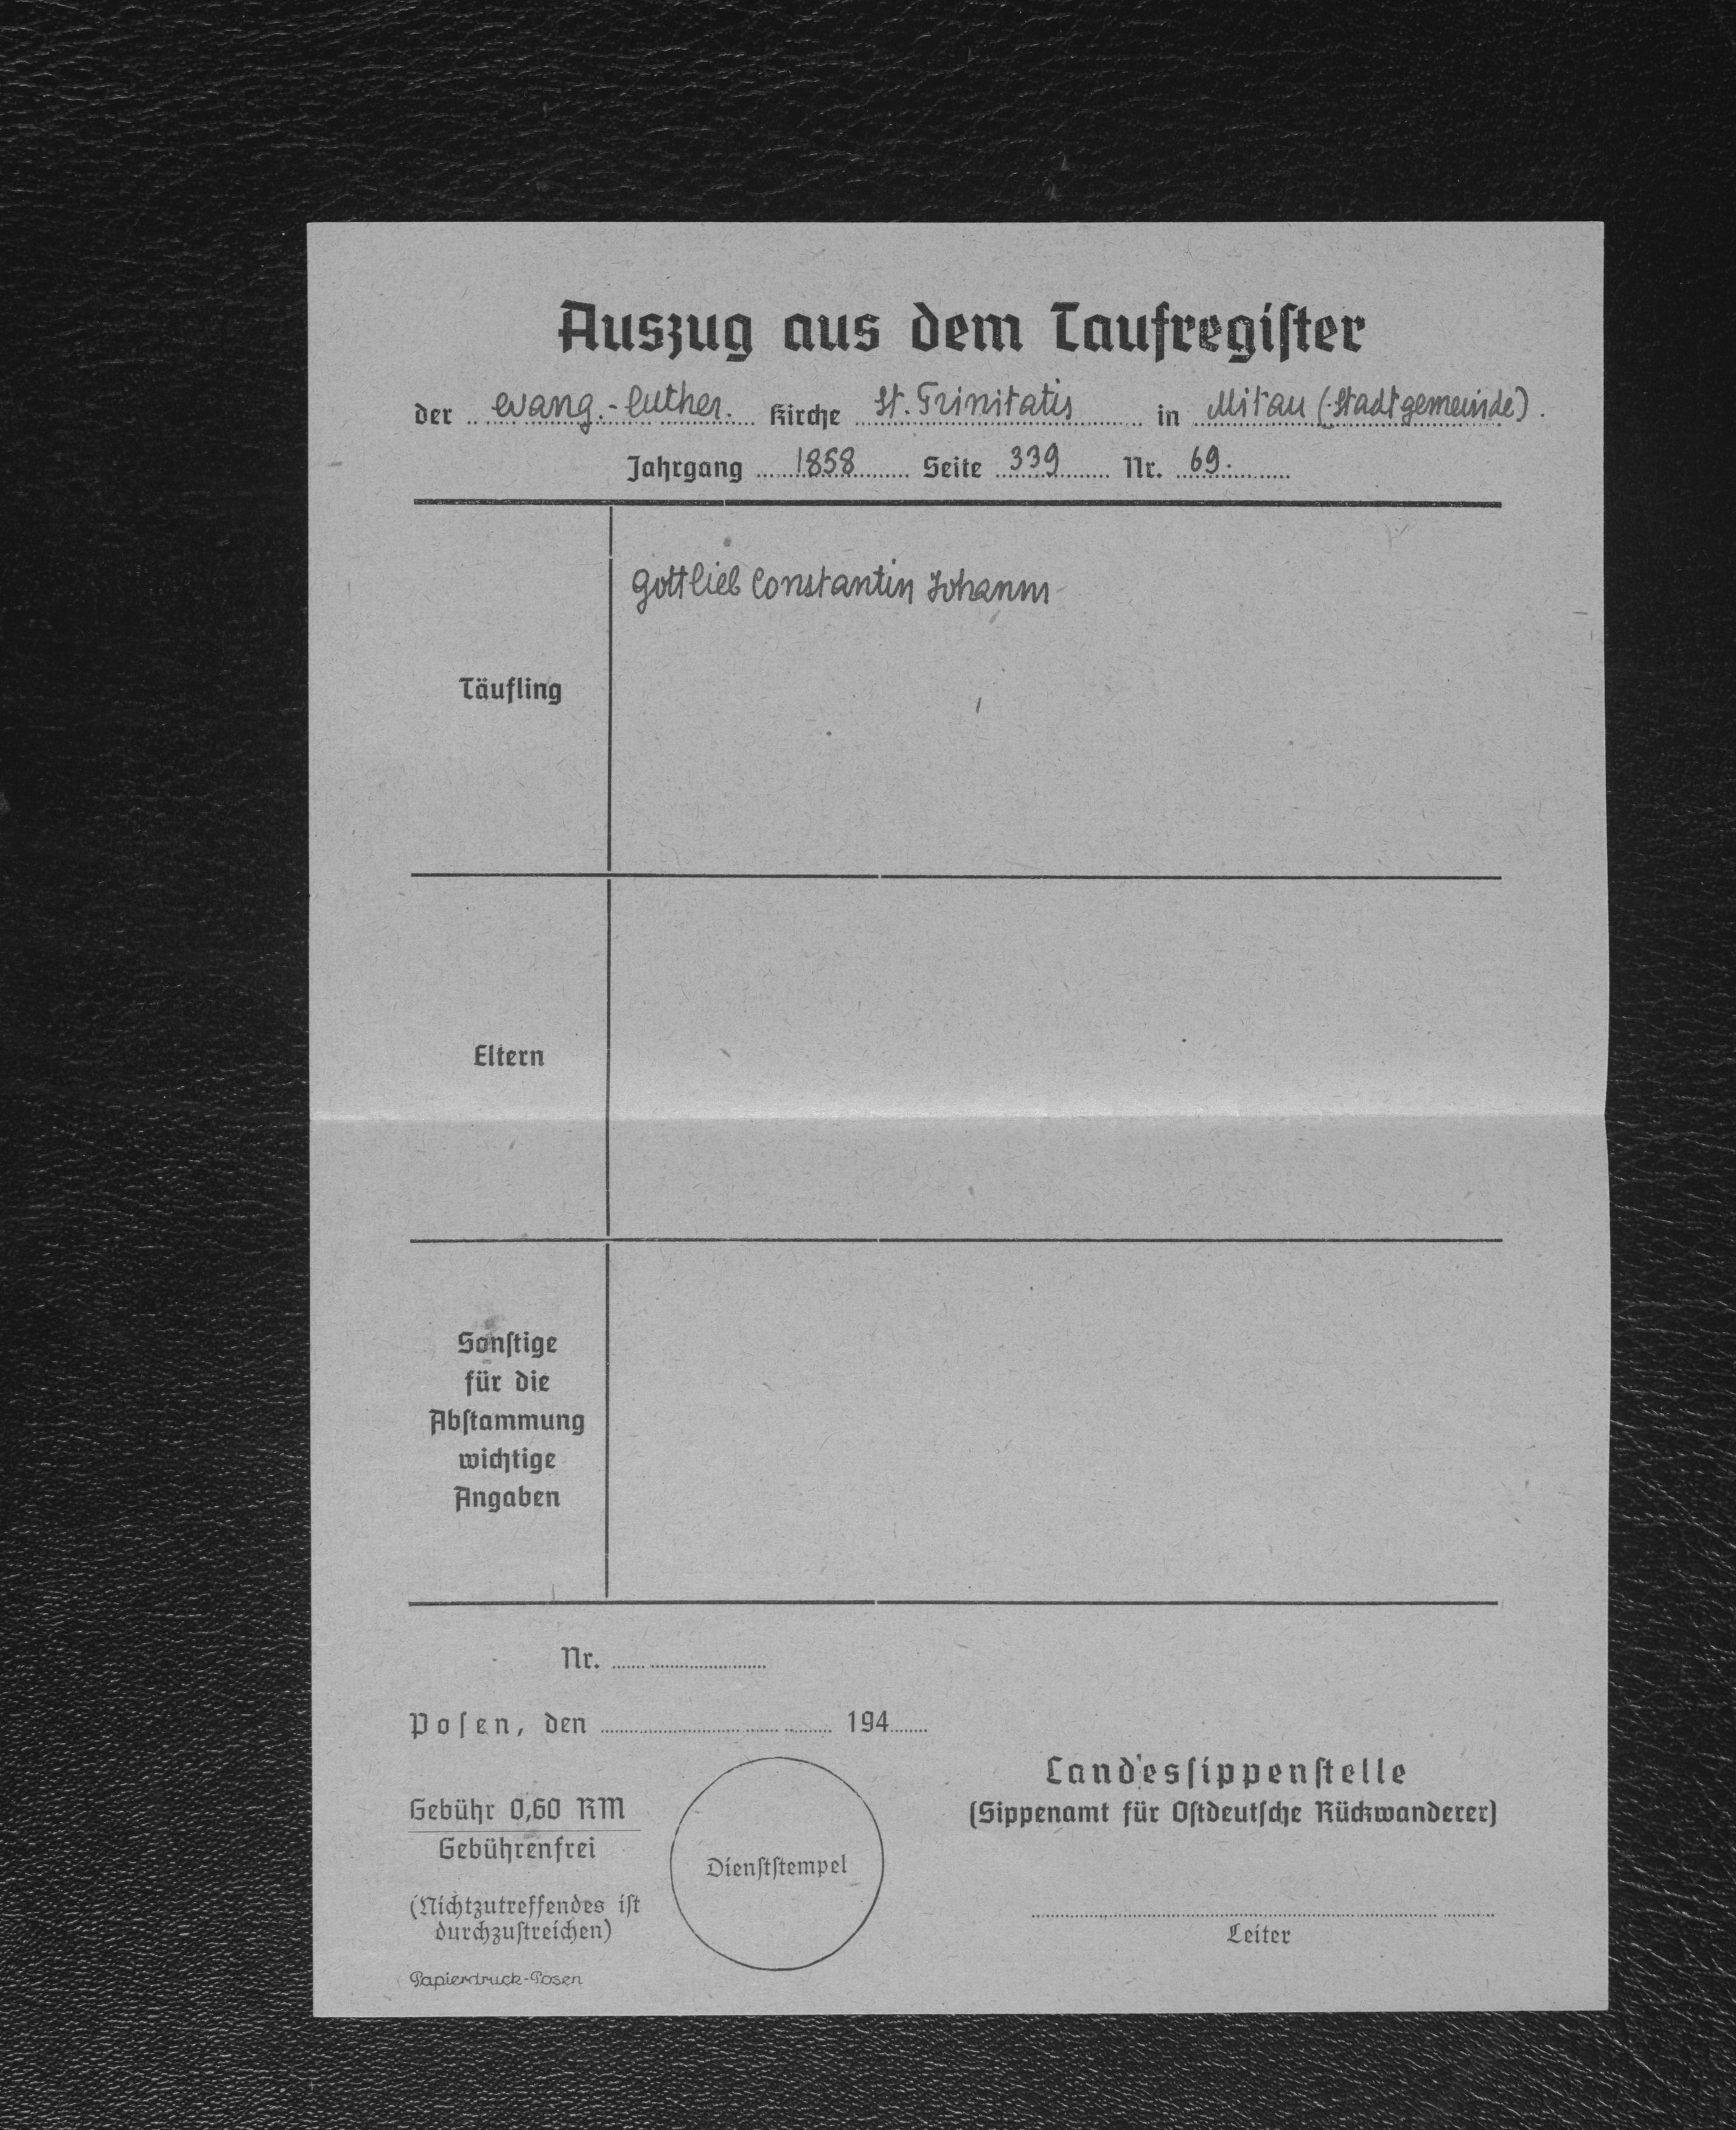 Auszug aus dem Taufregister
der evang.-luther. Kirche St. Trinitatis in Mitau (Stadtgemeinde).
Jahrgang 1858 Seite 339 Nr. 69.
Täufling
Gottlieb Constantin Johann
Eltern
Sonstige
für die
Abstammung
wichtige
Angaben
Nr.
Posen, den 194
Landessippenstelle
(Sippenamt für Ostdeutsche Rückwanderer)
Gebühr 0,60 RM
Gebührenfrei
(Nichtzutreffendes ist
durchzustreichen)
Dienststempel
Leiter
Papierdruck-Posen